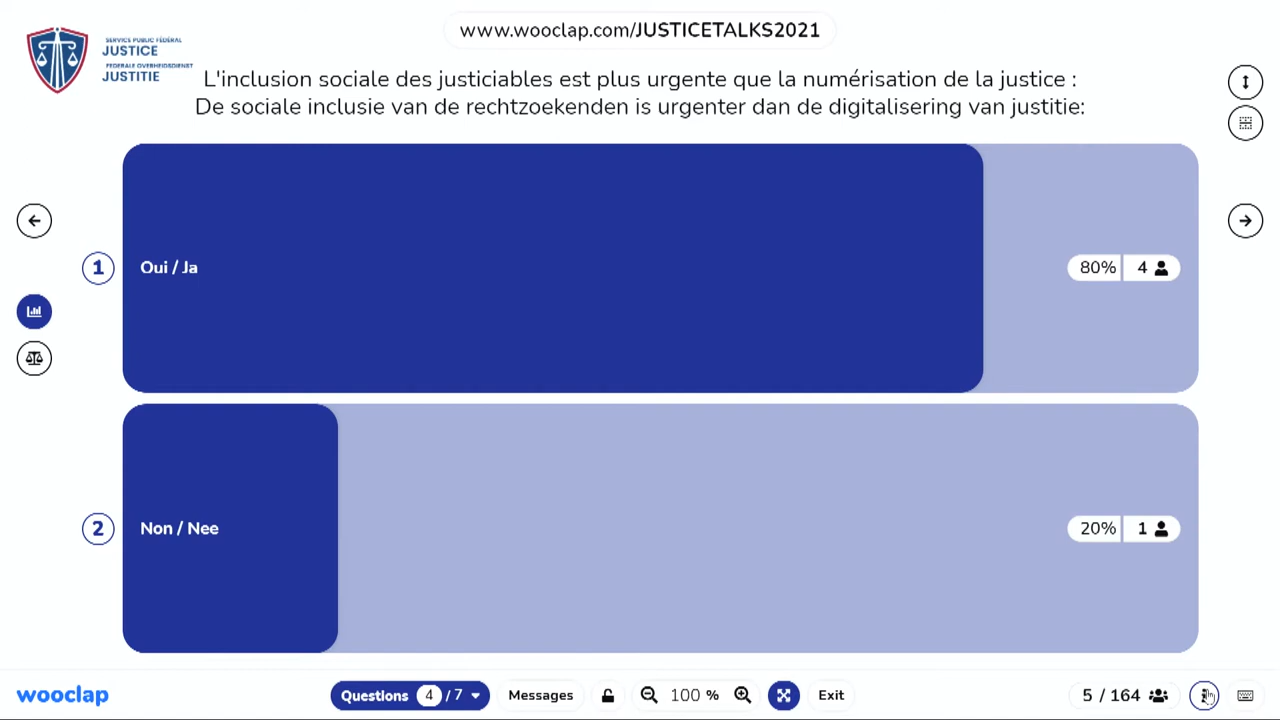 www.wooclap.com/JUSTICETALKS2021
SERVICE PUBLIC FÉDÉRAL
JUSTICE
FEDERALE OVERHEIDSDIENST
JUSTITIE
L'inclusion sociale des justiciables est plus urgente que la numérisation de la justice :
De sociale inclusie van de rechtzoekenden is urgenter dan de digitalisering van justitie:
1 Oui / Ja 80% 4
2 Non / Nee 20% 1
wooclap Questions 4 / 7 Messages 100 % Exit 5 / 164